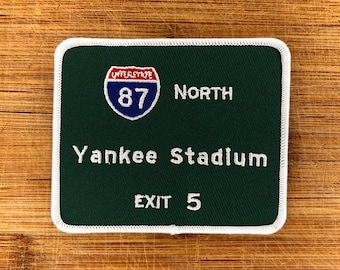 INTERSTATE
87 NORTH
Yankee Stadium
EXIT 5